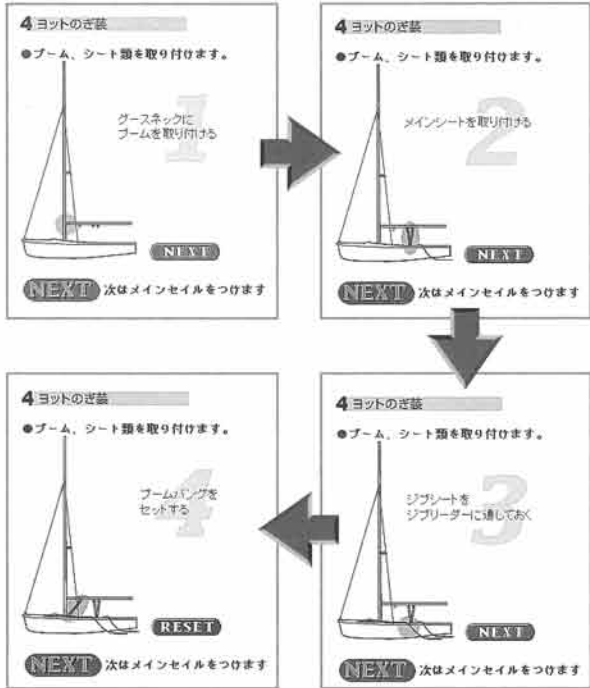 4 ヨットのぎ装
●ブーム、シート類を取り付けます。
1
グースネックに
ブームを取り付ける
NEXT
NEXT 次はメインセイルをつけます
4 ヨットのぎ装
●ブーム、シート類を取り付けます。
2
メインシートを取り付ける
NEXT
NEXT 次はメインセイルをつけます
4 ヨットのぎ装
●ブーム、シート類を取り付けます。
3
ジブシートを
ジブリーダーに通しておく
NEXT
NEXT 次はメインセイルをつけます
4 ヨットのぎ装
●ブーム、シート類を取り付けます。
4
ブームバングを
セットする
RESET
NEXT 次はメインセイルをつけます